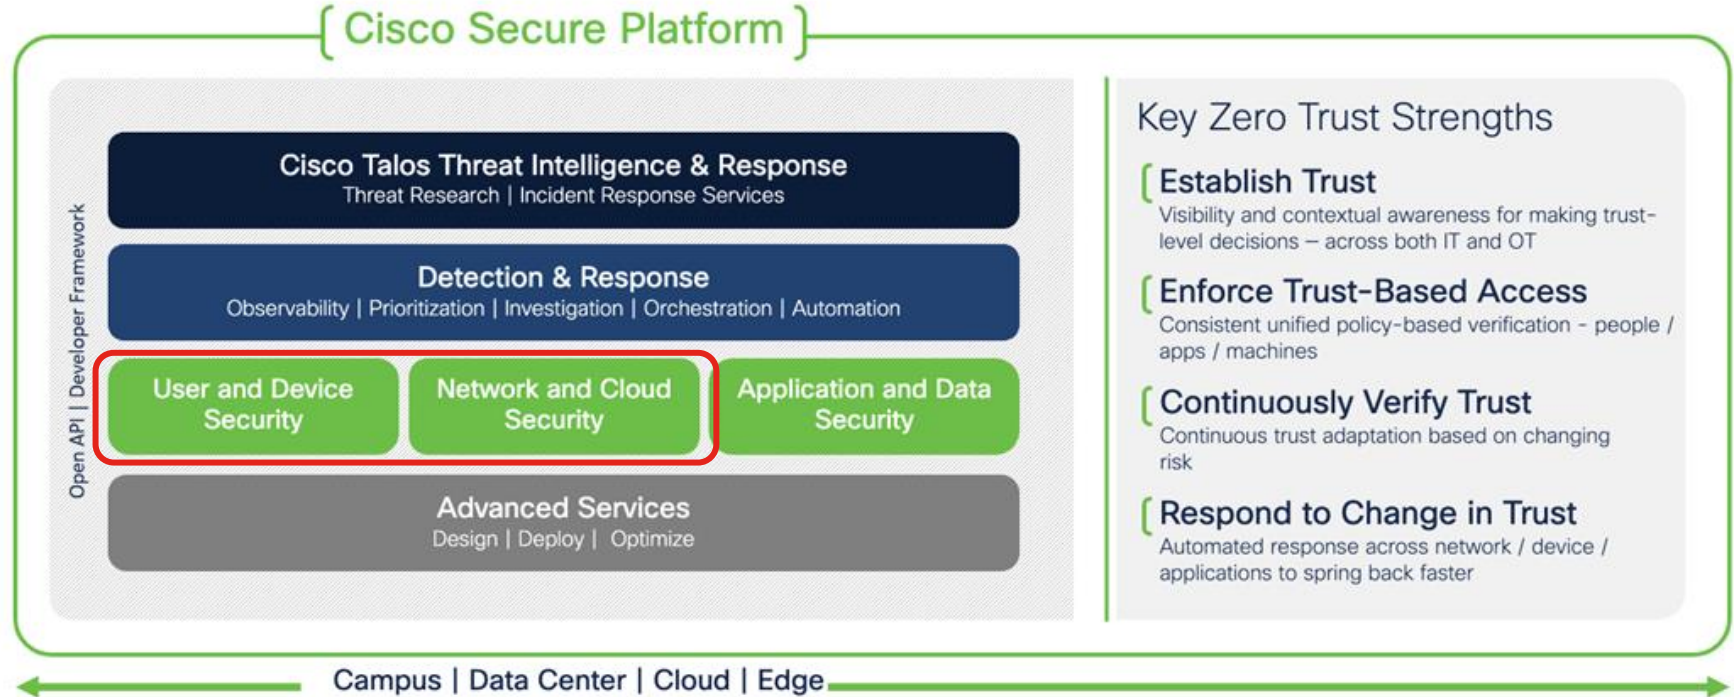 Cisco Secure Platform
Open API | Developer Framework
Cisco Talos Threat Intelligence & Response
Threat Research | Incident Response Services
Detection & Response
Observability | Prioritization | Investigation | Orchestration | Automation
User and Device
Security
Network and Cloud
Security
Application and Data
Security
Advanced Services
Design | Deploy | Optimize
Key Zero Trust Strengths
Establish Trust
Visibility and contextual awareness for making trust-
level decisions – across both IT and OT
Enforce Trust-Based Access
Consistent unified policy-based verification - people /
apps / machines
Continuously Verify Trust
Continuous trust adaptation based on changing
risk
Respond to Change in Trust
Automated response across network / device /
applications to spring back faster
Campus | Data Center | Cloud | Edge